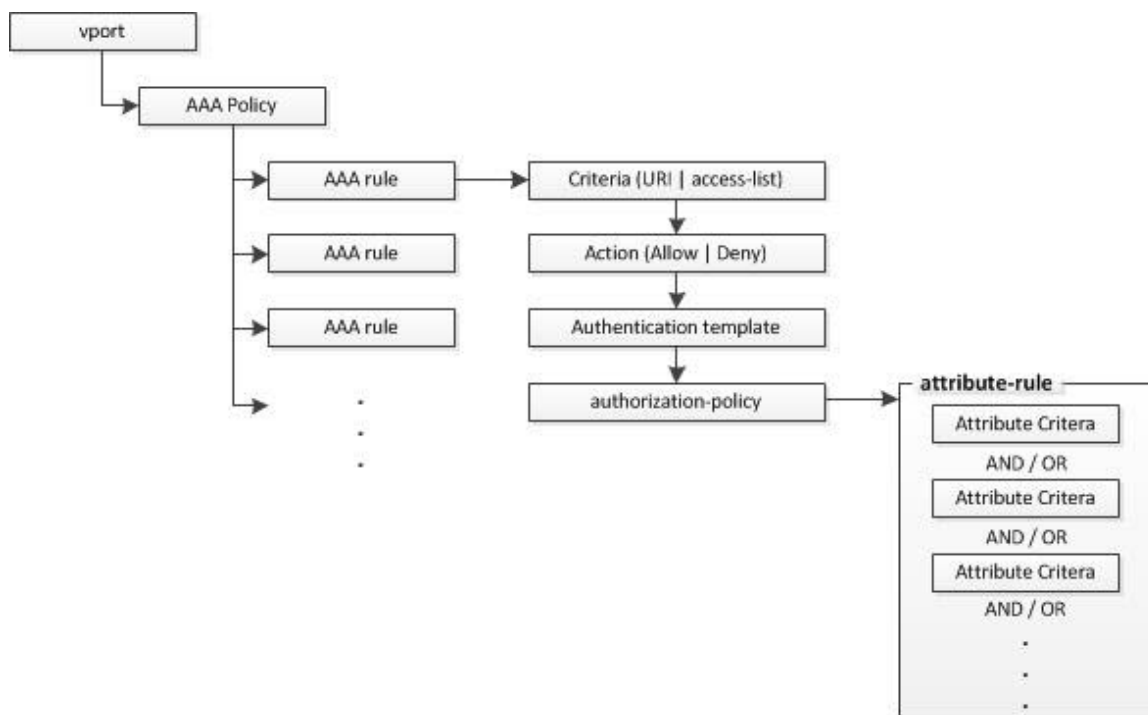 vport
AAA Policy
AAA rule
Criteria (URI | access-list)
AAA rule
Action (Allow | Deny)
AAA rule
Authentication template
authorization-policy
attribute-rule
Attribute Critera
AND / OR
Attribute Critera
AND / OR
Attribute Critera
AND / OR